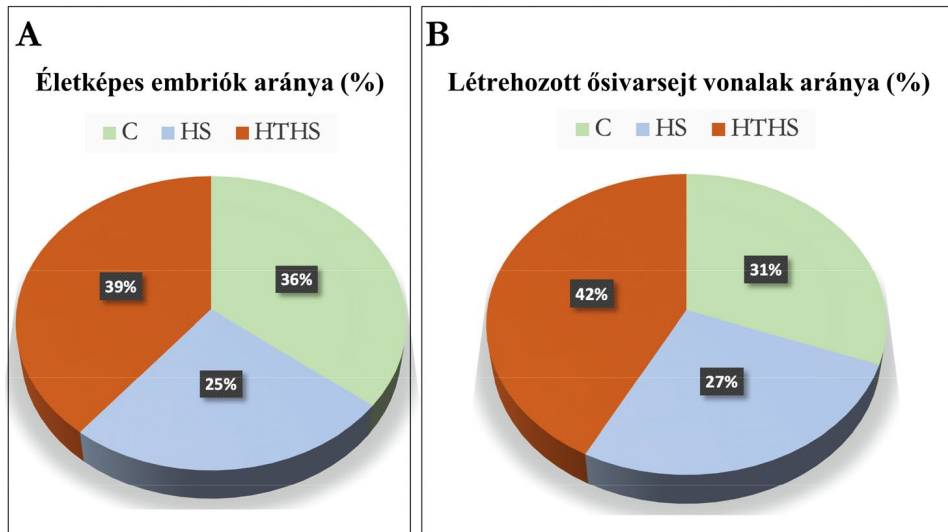 A
Életképes embriók aránya (%)
C HS HTHS
36%
39%
25%
B
Létrehozott ősivarsejt vonalak aránya (%)
C HS HTHS
31%
42%
27%